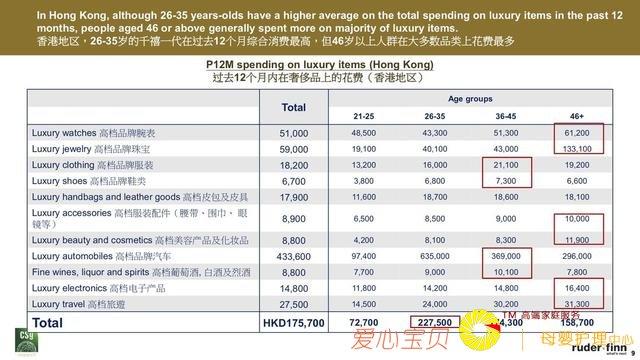 In Hong Kong, although 26-35 years-olds have a higher average on the total spending on luxury items in the past 12
months, people aged 46 or above generally spent more on majority of luxury items.
香港地区，26-35岁的千禧一代在过去12个月综合消费最高，但46岁以上人群在大多数品类上花费最多
P12M spending on luxury items (Hong Kong)
过去12个月内在奢侈品上的花费（香港地区）
Total Age groups
21-25 26-35 36-45 46+
Luxury watches 高档品牌腕表 51,000 48,500 43,300 51,300 61,200
Luxury jewelry 高档品牌珠宝 59,000 19,100 40,100 43,000 133,100
Luxury clothing 高档品牌服装 18,200 13,200 16,000 21,100 19,200
Luxury shoes 高档品牌鞋类 6,700 3,800 6,800 7,300 6,600
Luxury handbags and leather goods 高档皮包及皮具 17,900 11,600 18,700 18,600 18,100
Luxury accessories 高档服装配件（腰带、围巾、 眼
镜等） 8,900 6,500 8,500 9,000 10,000
Luxury beauty and cosmetics 高档美容产品及化妆品 8,800 4,200 8,100 8,300 11,900
Luxury automobiles 高档品牌汽车 433,600 97,400 635,000 369,000 296,000
Fine wines, liquor and spirits 高档葡萄酒, 白酒及烈酒 8,800 7,700 9,000 10,100 7,800
Luxury electronics 高档电子产品 14,800 11,800 14,200 14,800 16,400
Luxury travel 高档旅遊 27,500 14,500 24,000 30,200 31,300
Total HKD175,700 72,700 227,500 4,300 158,700
TM 高端家庭服务
爱心宝贝 母婴护理中心
CSG
ruder·finn
what's next
9